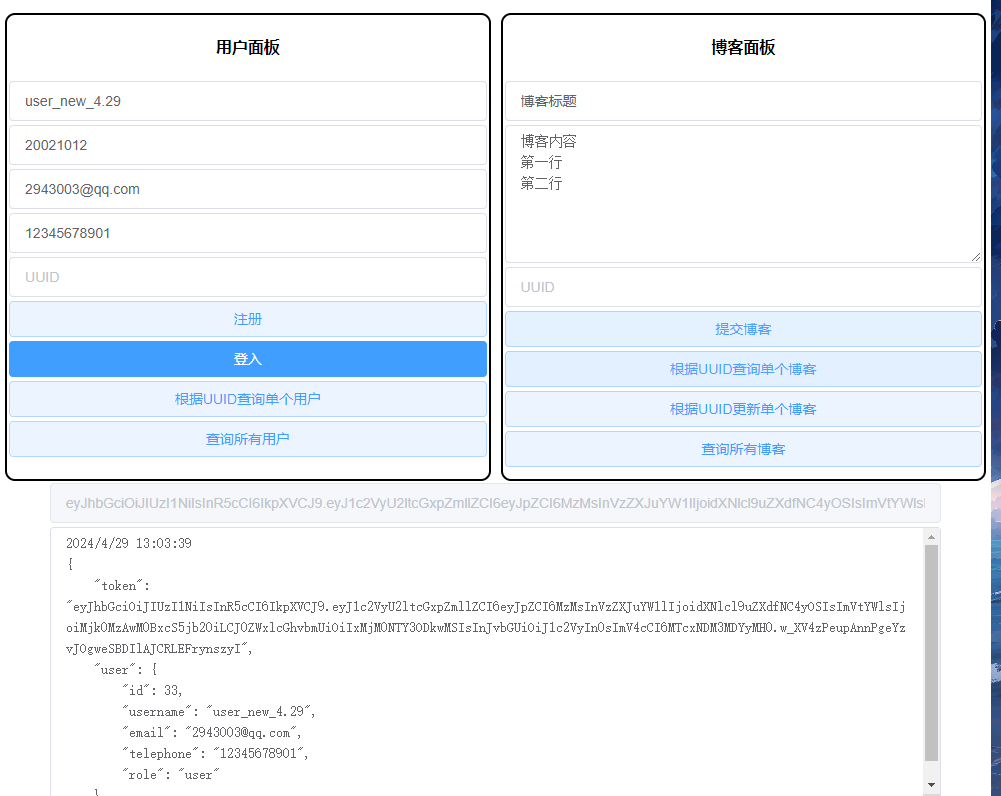 用户面板
user_new_4.29
20021012
2943003@qq.com
12345678901
UUID
注册
登入
根据UUID查询单个用户
查询所有用户
博客面板
博客标题
博客内容
第一行
第二行
UUID
提交博客
根据UUID查询单个博客
根据UUID更新单个博客
查询所有博客
eyJhbGciOiJIUzI1NiIsInR5cCI6IkpXVCJ9.eyJ1c2VyU2ltcGxpZmllZCI6eyJpZCI6MzMsInVzZXJuYW1lIjoidXNlcl9uZXdfNC4yOSIsImVtYWlsI
2024/4/29 13:03:39
{
"token":
"eyJhbGciOiJIUzI1NiIsInR5cCI6IkpXVCJ9.eyJ1c2VyU2ltcGxpZmllZCI6eyJpZCI6MzMsInVzZXJuYW1lIjoidXNlcl9uZXdfNC4yOSIsImVtYWlsIj
oiMjk0MzAwM0BxcS5jb20iLCJ0ZWxlcGhvbmUiOiIxMjM0NTY3ODkwMSIsInJvbGUiOiJ1c2VyIn0sImV4cCI6MTcxNDM3MDYyMH0.w_XV4zPeupAnnPgeYz
vJ0gweSBDIlAJCRLEFrynszyI",
"user": {
"id": 33,
"username": "user_new_4.29",
"email": "2943003@qq.com",
"telephone": "12345678901",
"role": "user"
}